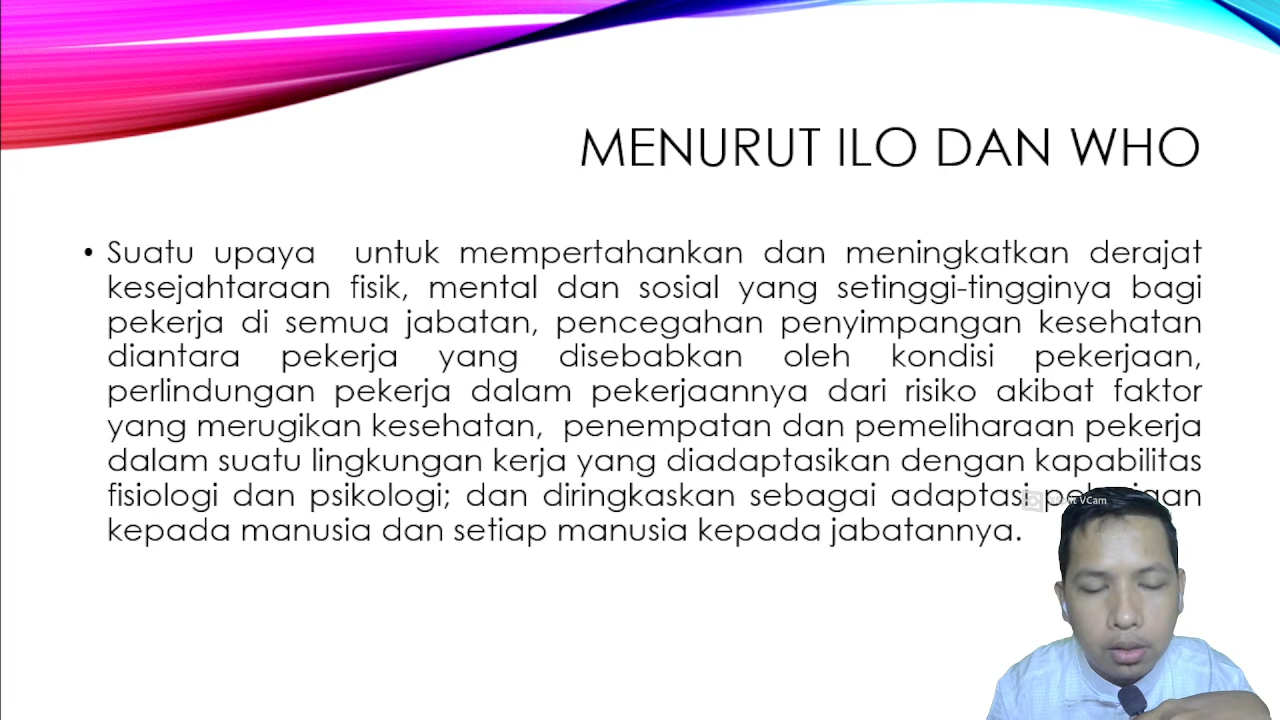 MENURUT ILO DAN WHO
• Suatu upaya untuk mempertahankan dan meningkatkan derajat
kesejahtaraan fisik, mental dan sosial yang setinggi-tingginya bagi
pekerja di semua jabatan, pencegahan penyimpangan kesehatan
diantara pekerja yang disebabkan oleh kondisi pekerjaan,
perlindungan pekerja dalam pekerjaannya dari risiko akibat faktor
yang merugikan kesehatan, penempatan dan pemeliharaan pekerja
dalam suatu lingkungan kerja yang diadaptasikan dengan kapabilitas
fisiologi dan psikologi; dan diringkaskan sebagai adaptasi
kepada manusia dan setiap manusia kepada jabatannya.
VCam